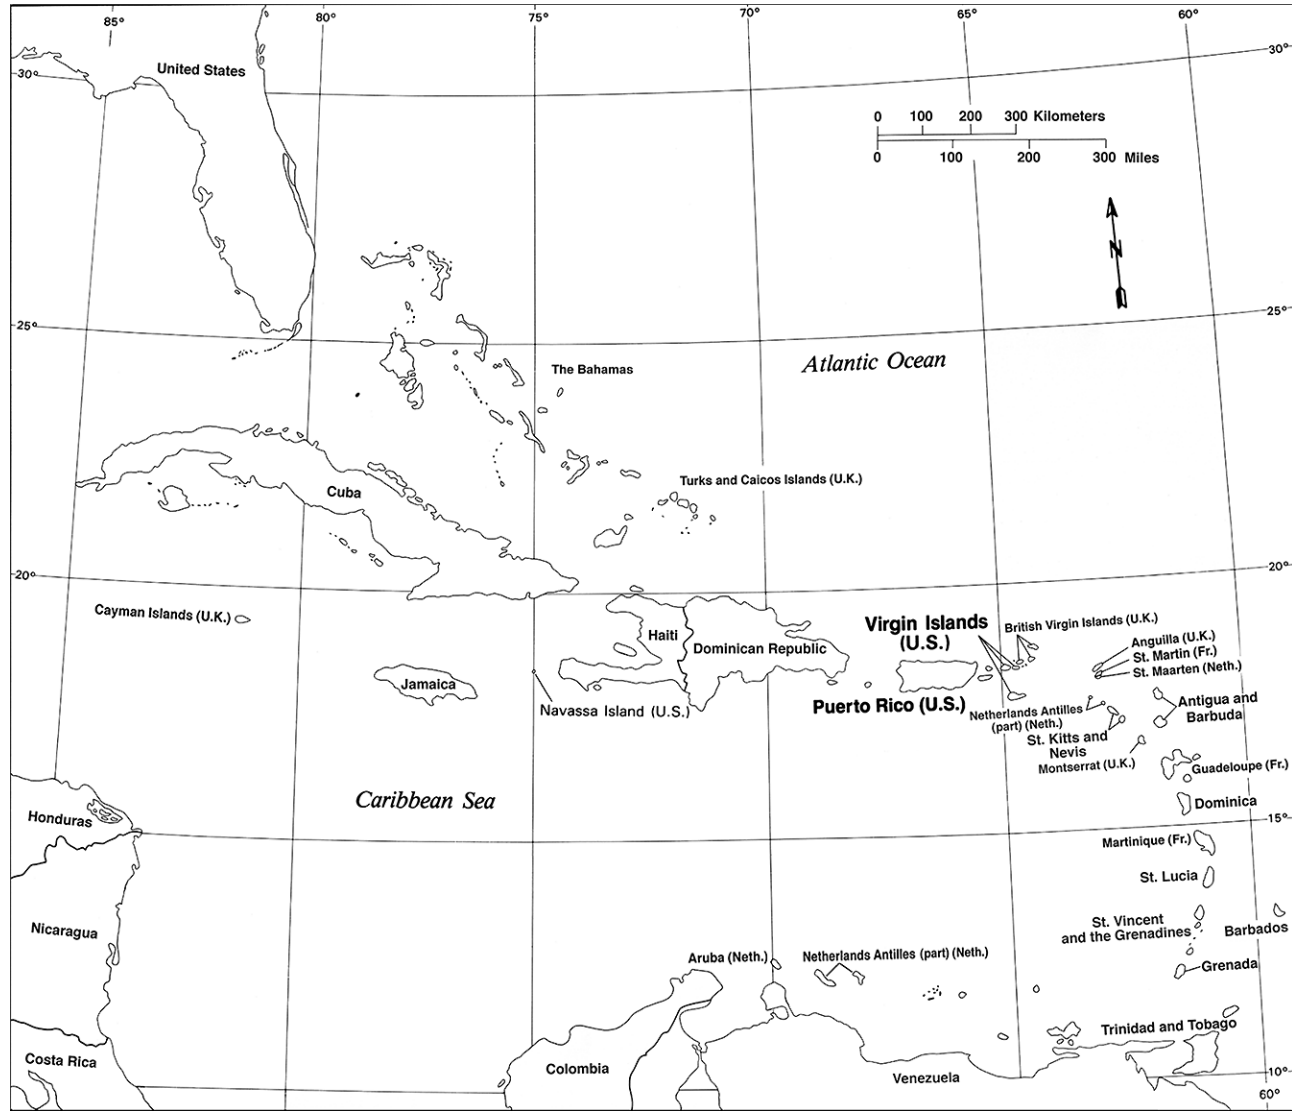 85°
80°
75°
70°
65°
60°
30°
30°
United States
0 100 200 300 Kilometers
0 100 200 300 Miles
N
25°
25°
Atlantic Ocean
The Bahamas
Turks and Caicos Islands (U.K.)
Cuba
20°
20°
Cayman Islands (U.K.)
Haiti
Dominican Republic
Virgin Islands
(U.S.)
British Virgin Islands (U.K.)
Anguilla (U.K.)
St. Martin (Fr.)
St. Maarten (Neth.)
Jamaica
Navassa Island (U.S.)
Puerto Rico (U.S.)
Netherlands Antilles
(part) (Neth.)
Antigua and
Barbuda
St. Kitts and
Nevis
Montserrat (U.K.)
Guadeloupe (Fr.)
Caribbean Sea
Dominica
Honduras
15°
Martinique (Fr.)
St. Lucia
Nicaragua
St. Vincent
and the Grenadines
Barbados
Aruba (Neth.)
Netherlands Antilles (part) (Neth.)
Grenada
Trinidad and Tobago
Costa Rica
Colombia
Venezuela
10°
60°